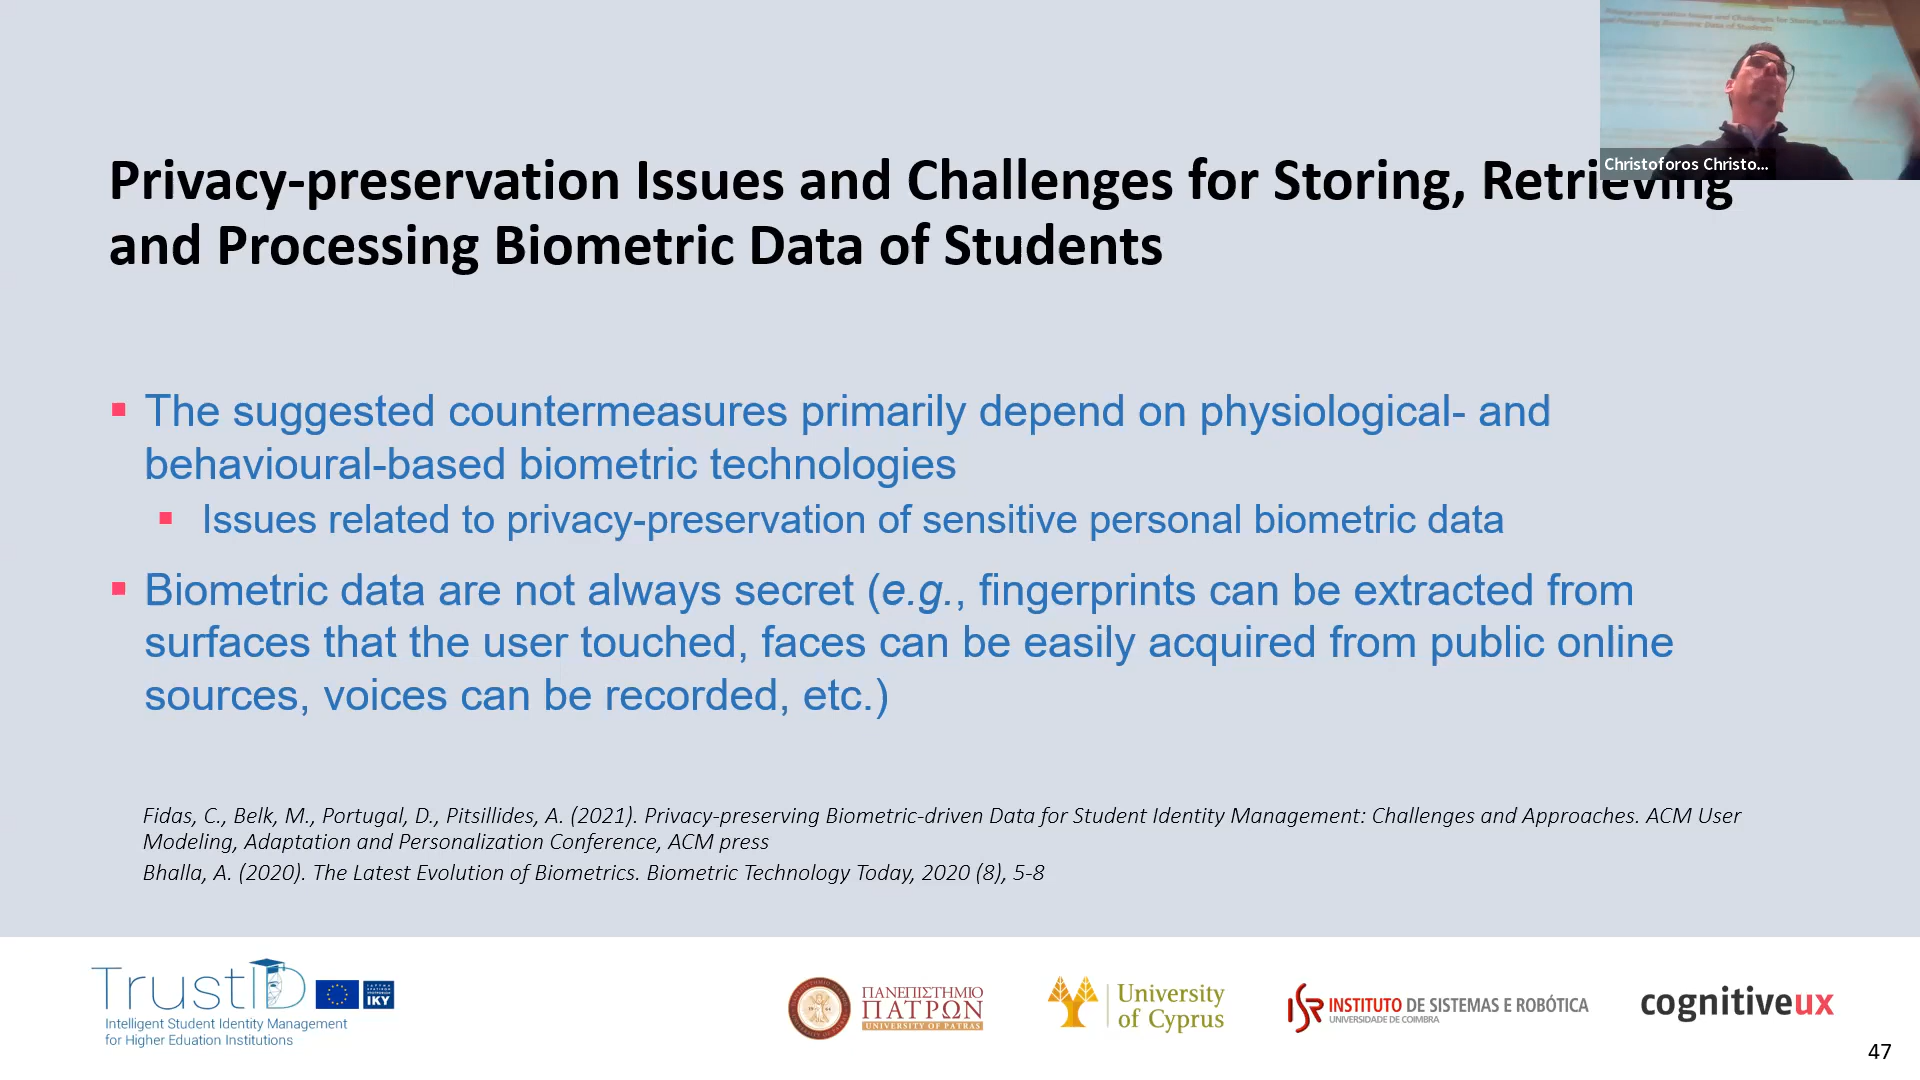 Christoforos Christo...
Privacy-preservation Issues and Challenges for Storing, Retrieving
and Processing Biometric Data of Students
The suggested countermeasures primarily depend on physiological- and
behavioural-based biometric technologies
Issues related to privacy-preservation of sensitive personal biometric data
Biometric data are not always secret (e.g., fingerprints can be extracted from
surfaces that the user touched, faces can be easily acquired from public online
sources, voices can be recorded, etc.)
Fidas, C., Belk, M., Portugal, D., Pitsillides, A. (2021). Privacy-preserving Biometric-driven Data for Student Identity Management: Challenges and Approaches. ACM User
Modeling, Adaptation and Personalization Conference, ACM press
Bhalla, A. (2020). The Latest Evolution of Biometrics. Biometric Technology Today, 2020 (8), 5-8
TrustID
IKY
Intelligent Student Identity Management
for Higher Eduation Institutions
ΠΑΝΕΠΙΣΤΗΜΙΟ
ΠΑΤΡΩΝ
UNIVERSITY OF PATRAS
University
of Cyprus
ISR INSTITUTO DE SISTEMAS E ROBÓTICA
UNIVERSIDADE DE COIMBRA
cognitiveux
47